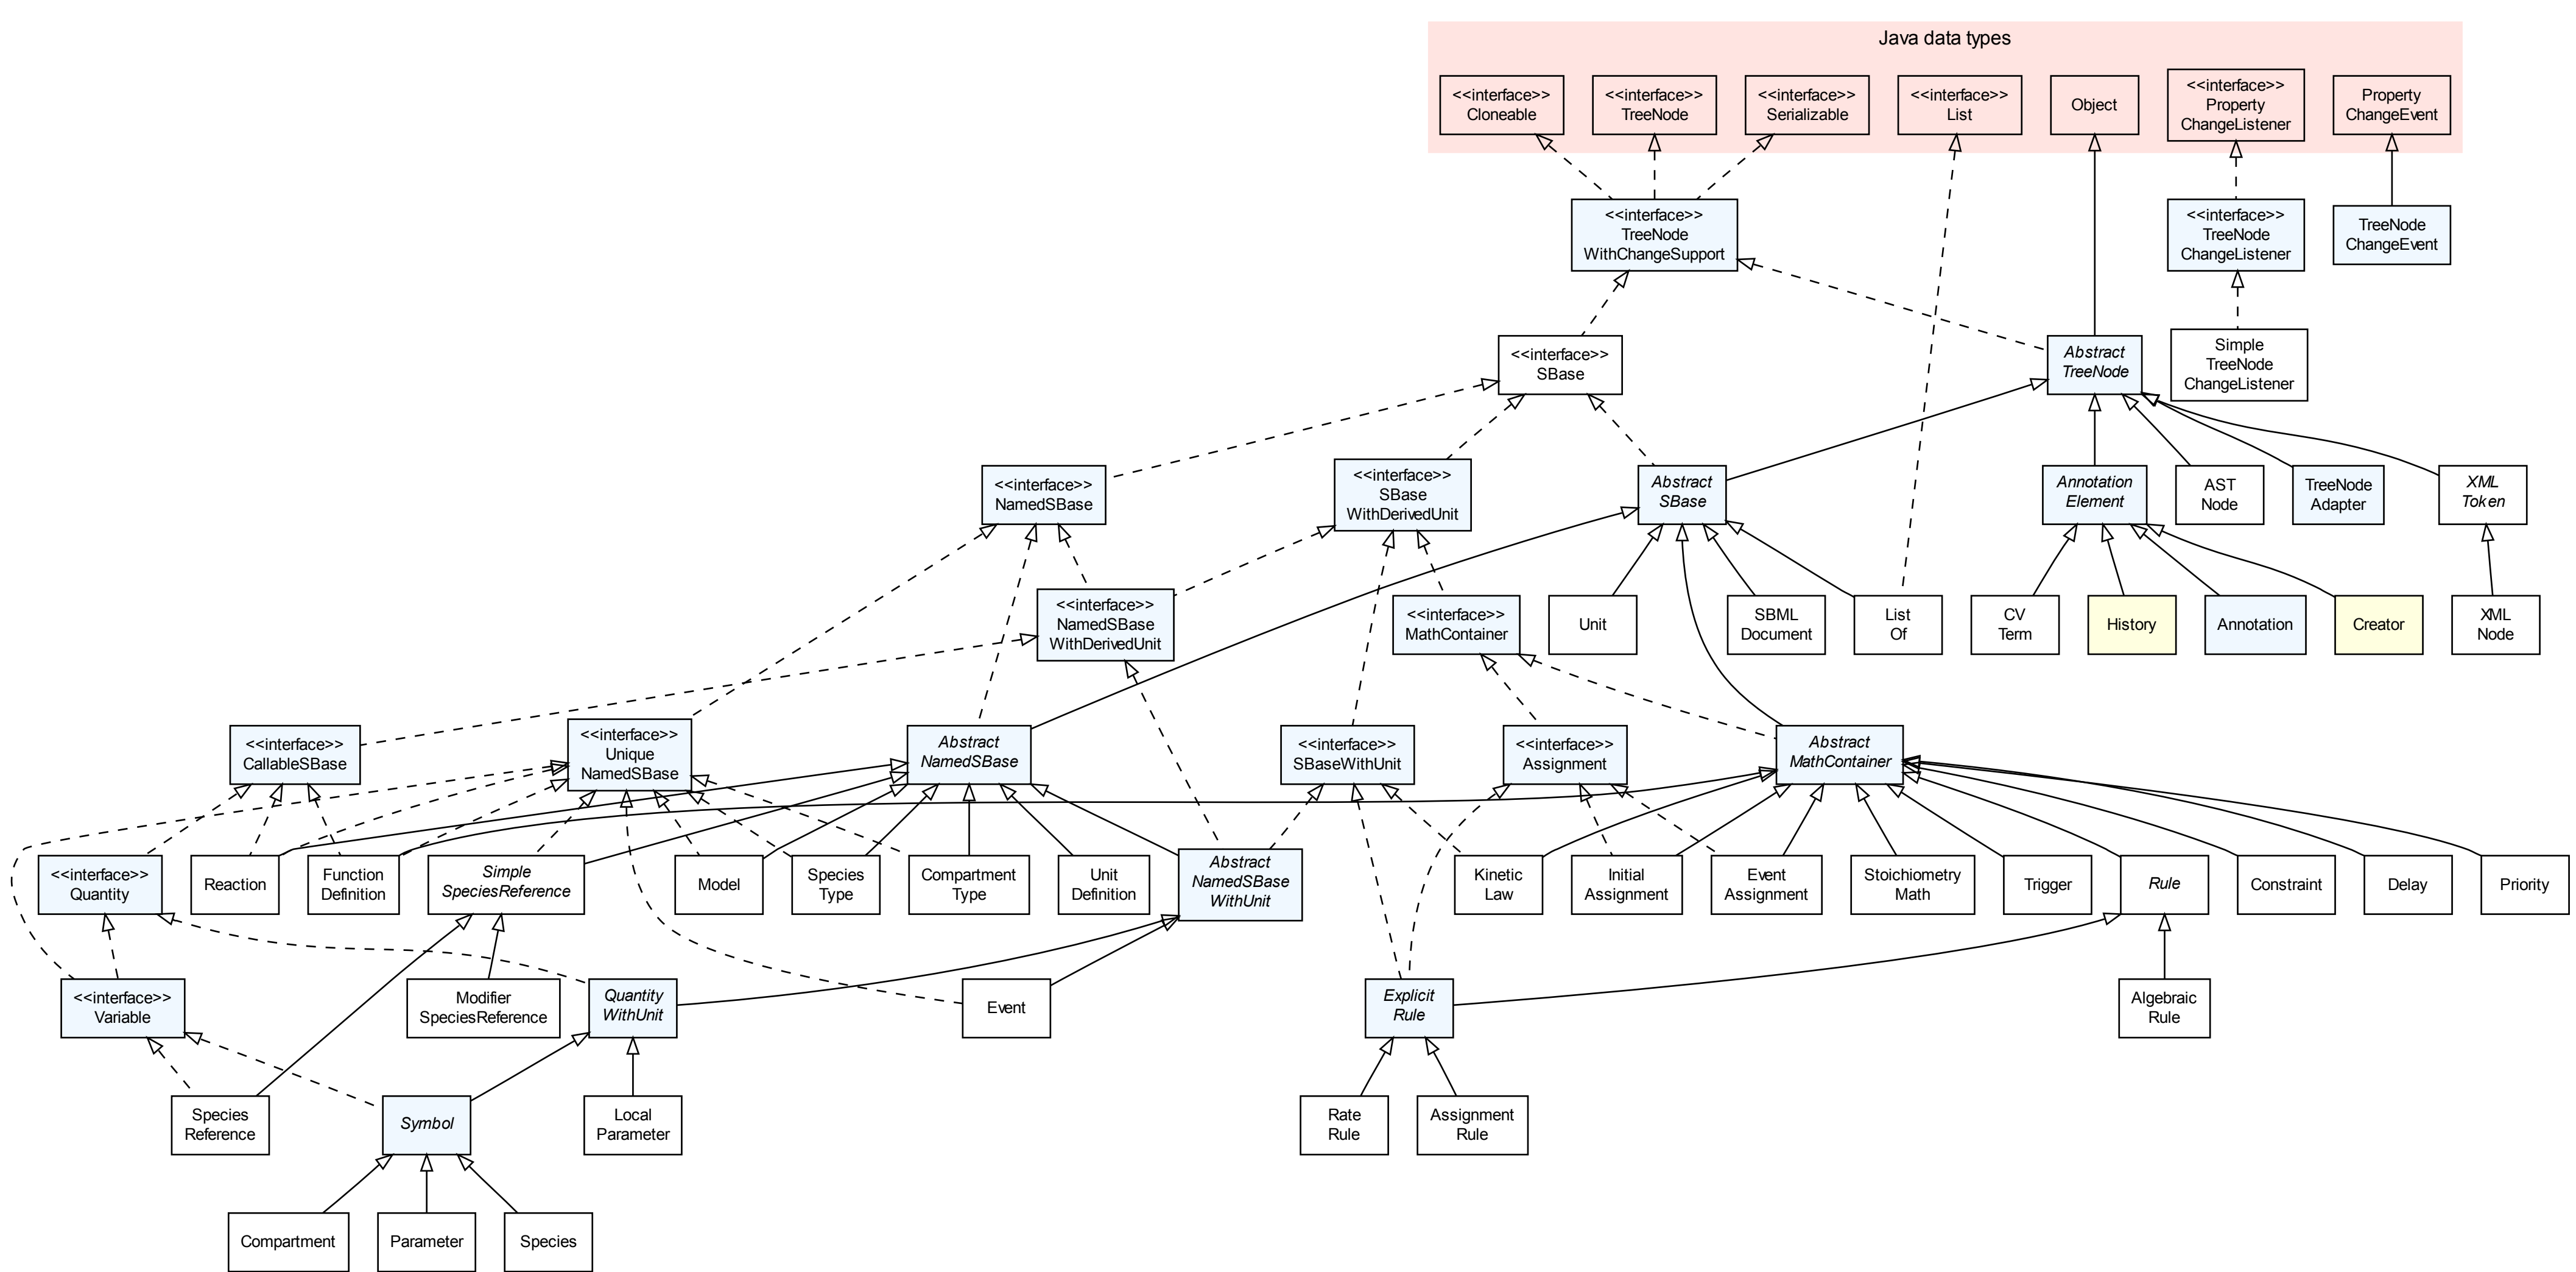 Java data types
<<interface>>
Cloneable
<<interface>>
TreeNode
<<interface>>
Serializable
<<interface>>
List
Object
<<interface>>
Property
ChangeListener
Property
ChangeEvent
<<interface>>
TreeNode
WithChangeSupport
<<interface>>
TreeNode
ChangeListener
TreeNode
ChangeEvent
<<interface>>
SBase
Abstract
TreeNode
Simple
TreeNode
ChangeListener
<<interface>>
NamedSBase
<<interface>>
SBase
WithDerivedUnit
Abstract
SBase
Annotation
Element
AST
Node
TreeNode
Adapter
XML
Token
<<interface>>
NamedSBase
WithDerivedUnit
<<interface>>
MathContainer
Unit
SBML
Document
List
Of
CV
Term
History
Annotation
Creator
XML
Node
<<interface>>
CallableSBase
<<interface>>
Unique
NamedSBase
Abstract
NamedSBase
<<interface>>
SBaseWithUnit
<<interface>>
Assignment
Abstract
MathContainer
<<interface>>
Quantity
Reaction
Function
Definition
Simple
SpeciesReference
Model
Species
Type
Compartment
Type
Unit
Definition
Abstract
NamedSBase
WithUnit
Kinetic
Law
Initial
Assignment
Event
Assignment
Stoichiometry
Math
Trigger
Rule
Constraint
Delay
Priority
<<interface>>
Variable
Modifier
SpeciesReference
Quantity
WithUnit
Event
Explicit
Rule
Algebraic
Rule
Species
Reference
Symbol
Local
Parameter
Rate
Rule
Assignment
Rule
Compartment
Parameter
Species